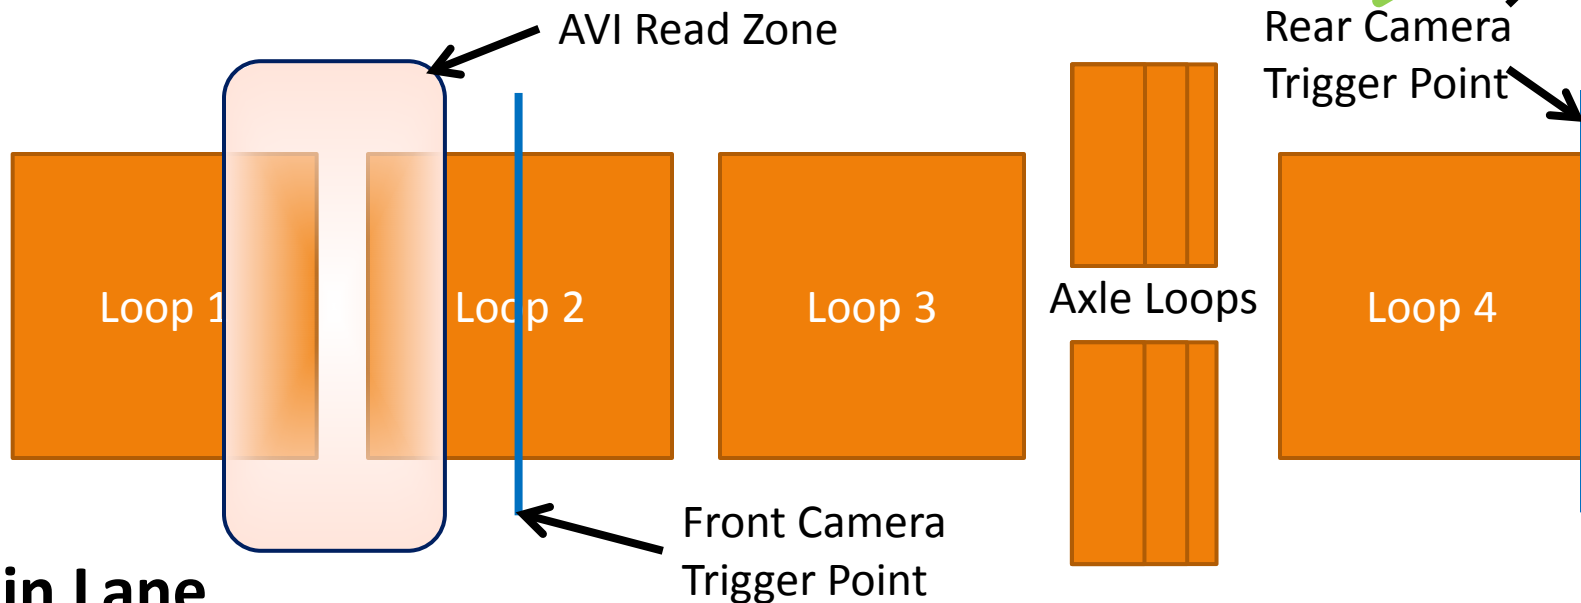 AVI Read Zone
Rear Camera
Trigger Point
Loop 1
Loop 2
Loop 3
Axle Loops
Loop 4
Front Camera
Trigger Point
in Lane